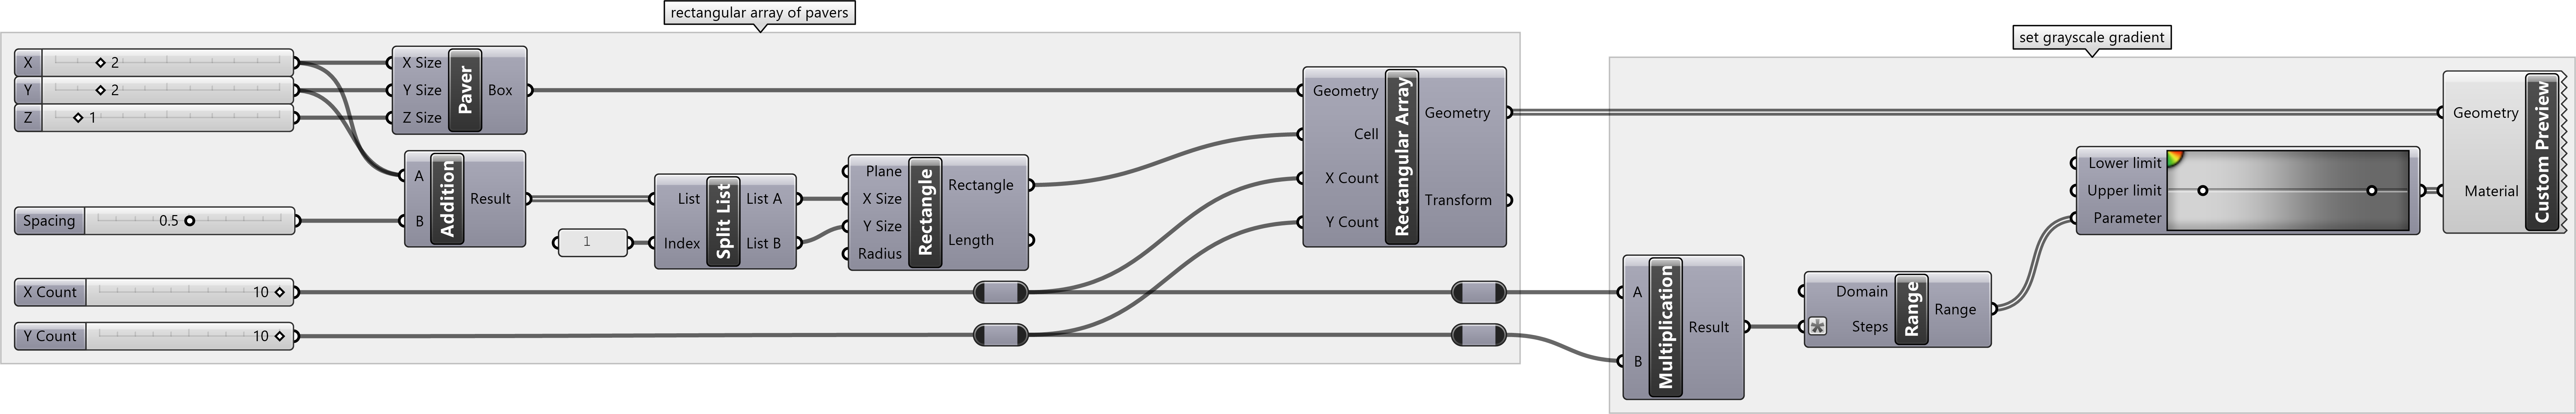 rectangular array of pavers
set grayscale gradient
X 2
Y 2
Z 1
X Size
Y Size
Z Size
Paver
Box
Spacing 0.5
A
B
Addition
Result
1
List
Index
Split List
List A
List B
Plane
X Size
Y Size
Radius
Rectangle
Rectangle
Length
X Count 10
Y Count 10
Geometry
Cell
X Count
Y Count
Rectangular Array
Geometry
Transform
A
B
Multiplication
Result
Domain
Steps
Range
Range
Lower limit
Upper limit
Parameter
Geometry
Material
Custom Preview